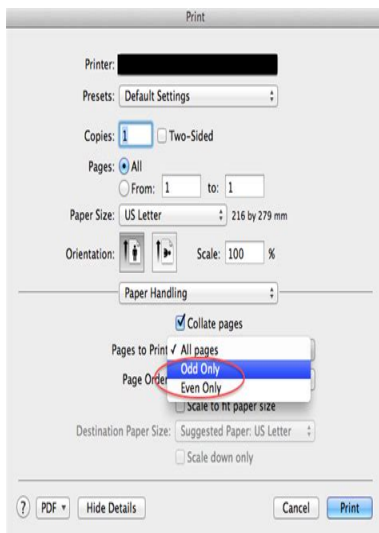 Print
Printer:
Presets: Default Settings
Copies: 1 Two-Sided
Pages: All
From: 1 to: 1
Paper Size: US Letter 216 by 279 mm
Orientation: Scale: 100 %
Paper Handling
Collate pages
Pages to Print ✓ All pages
Odd Only
Page Order
Even Only
Scale to fit paper size
Destination Paper Size: Suggested Paper: US Letter
Scale down only
? PDF Hide Details Cancel Print